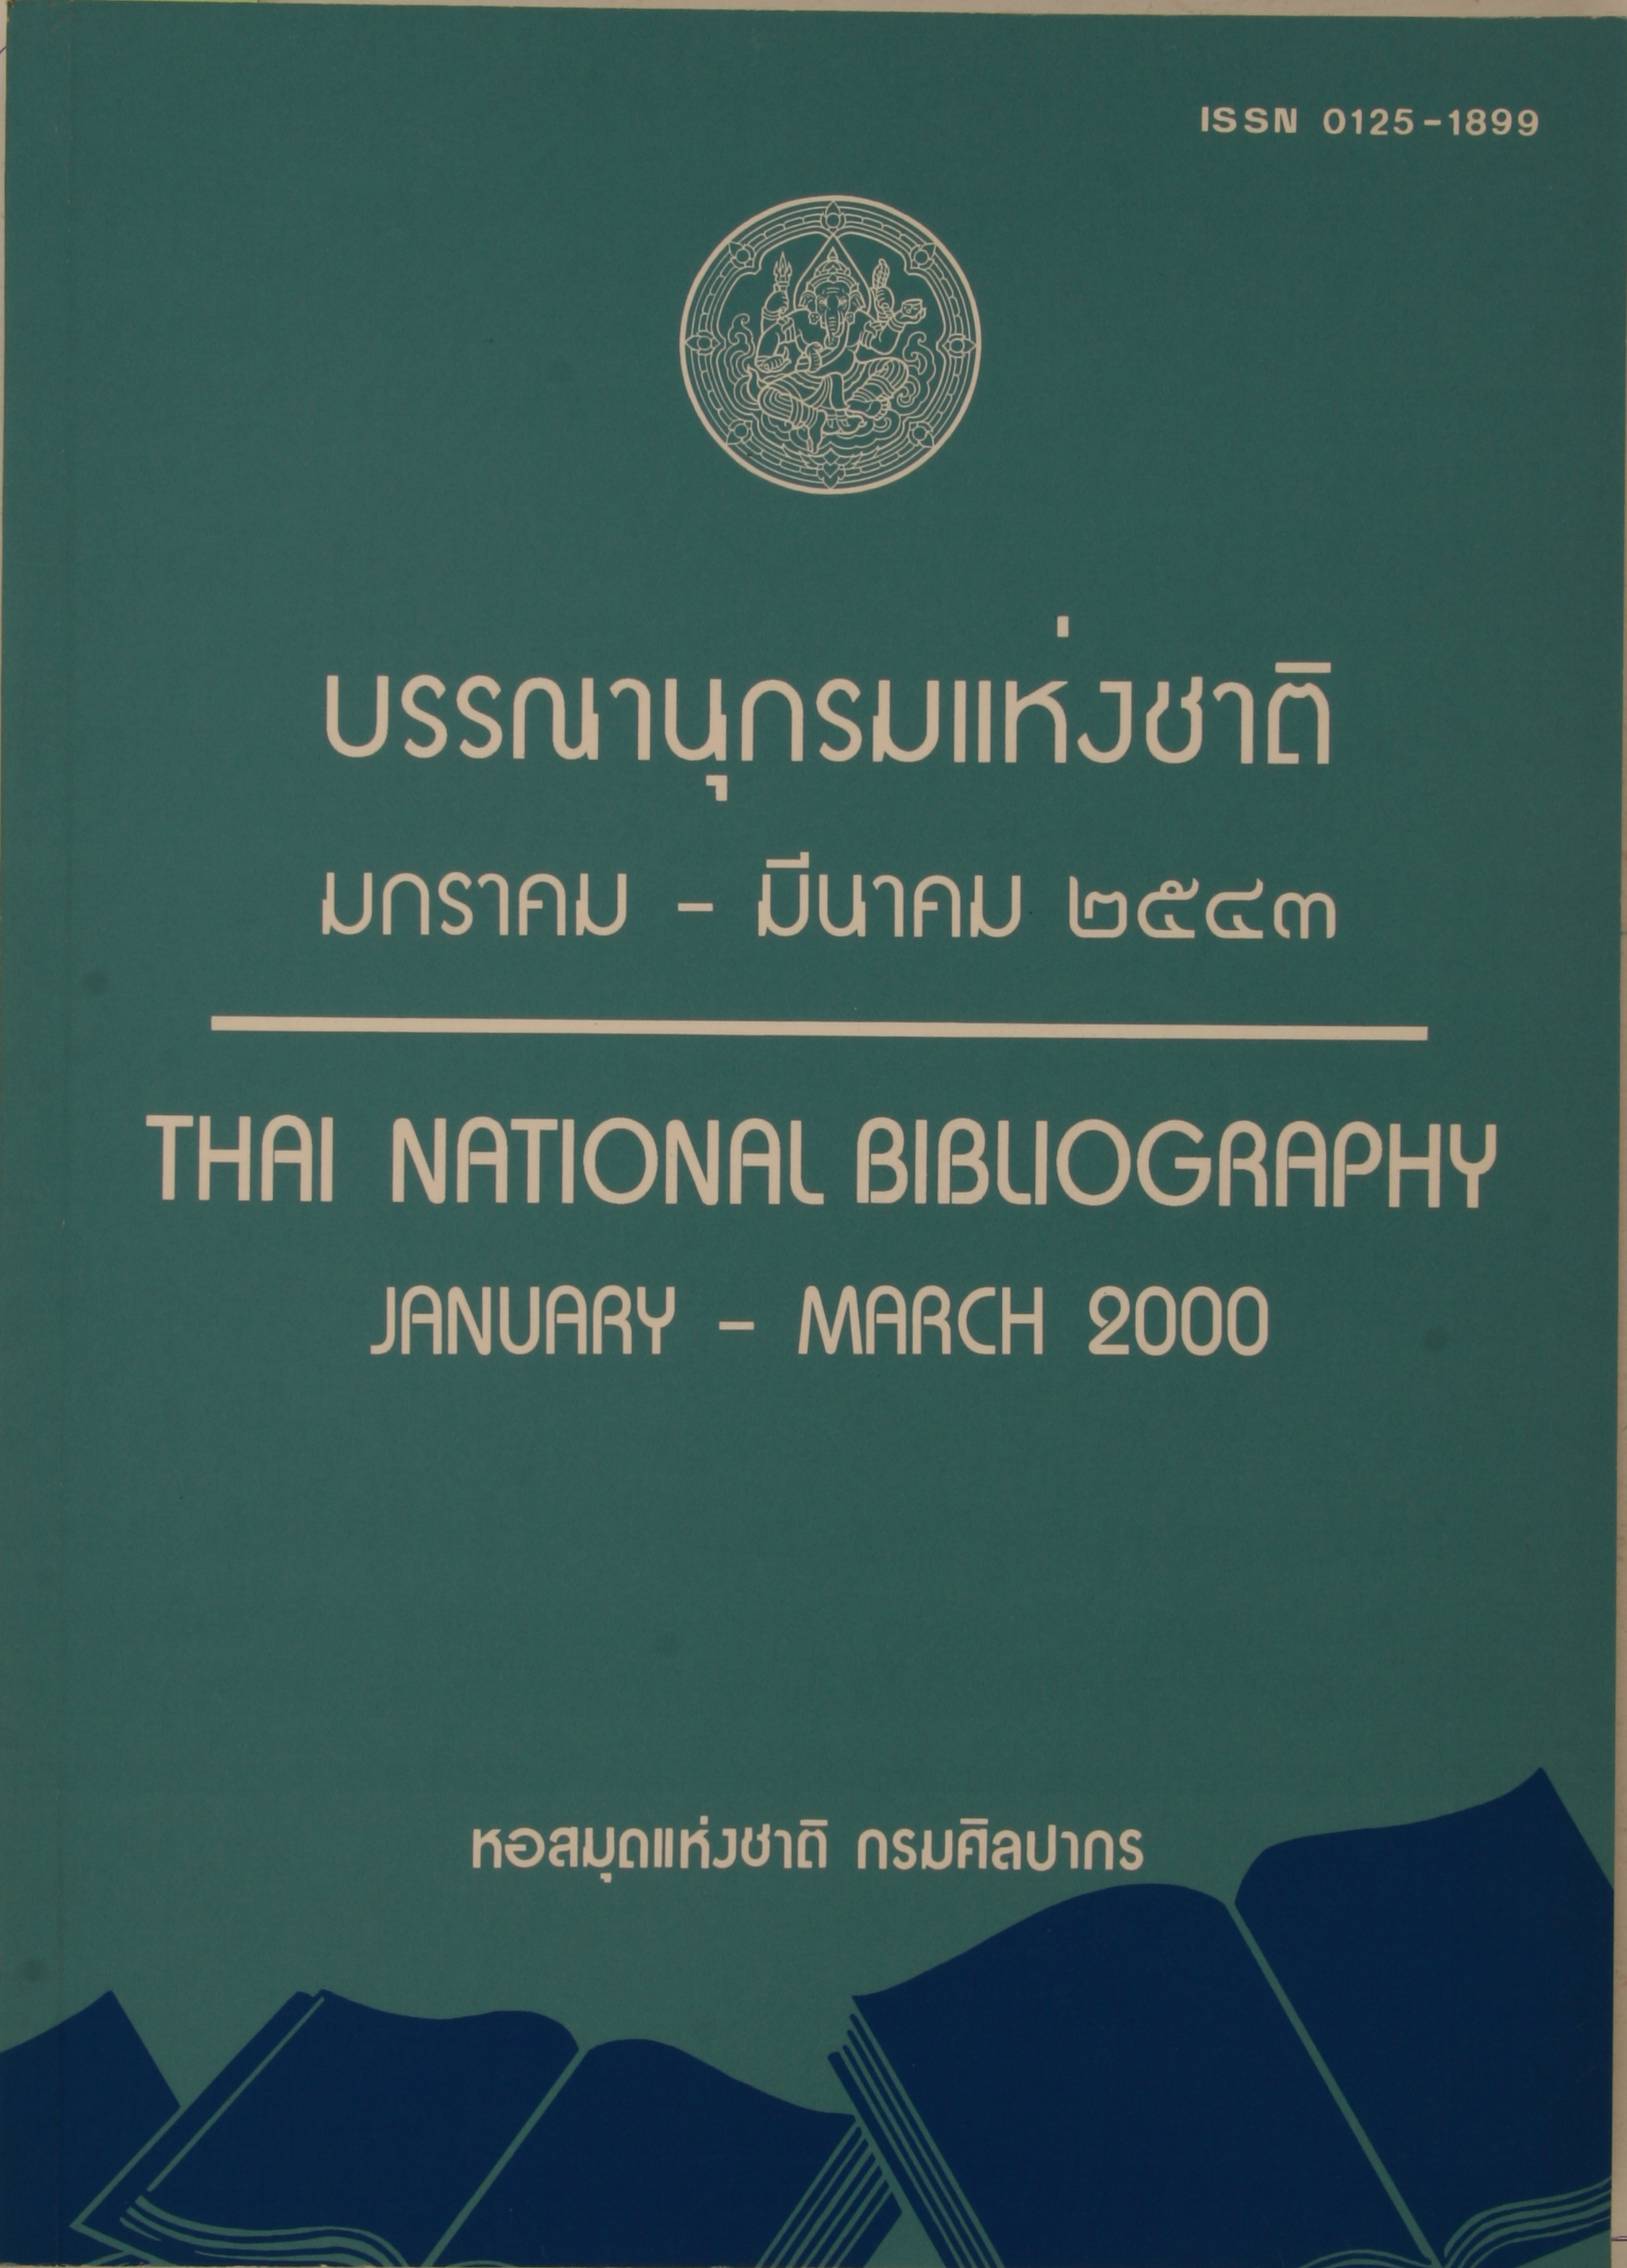 ISSN 0125-1899
บรรณานุกรมแห่งชาติ
มกราคม - มีนาคม ๒๕๔๓
THAI NATIONAL BIBLIOGRAPHY
JANUARY - MARCH 2000
หอสมุดแห่งชาติ กรมศิลปากร